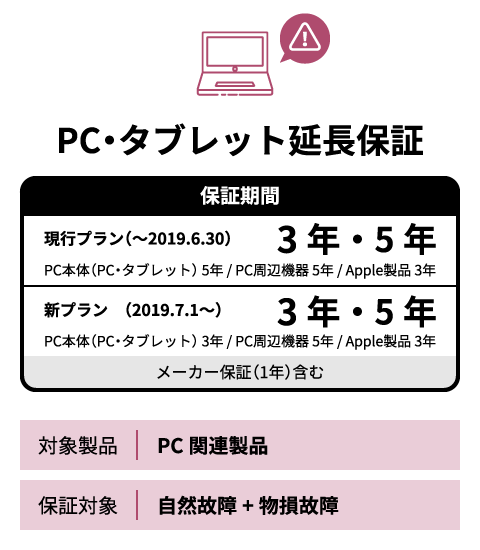 PC・タブレット延長保証
保証期間
現行プラン（～2019.6.30） 3 年・5 年
PC本体（PC・タブレット） 5年 / PC周辺機器 5年 / Apple製品 3年
新プラン （2019.7.1～） 3 年・5 年
PC本体（PC・タブレット） 3年 / PC周辺機器 5年 / Apple製品 3年
メーカー保証（1年）含む
対象製品 PC 関連製品
保証対象 自然故障 + 物損故障